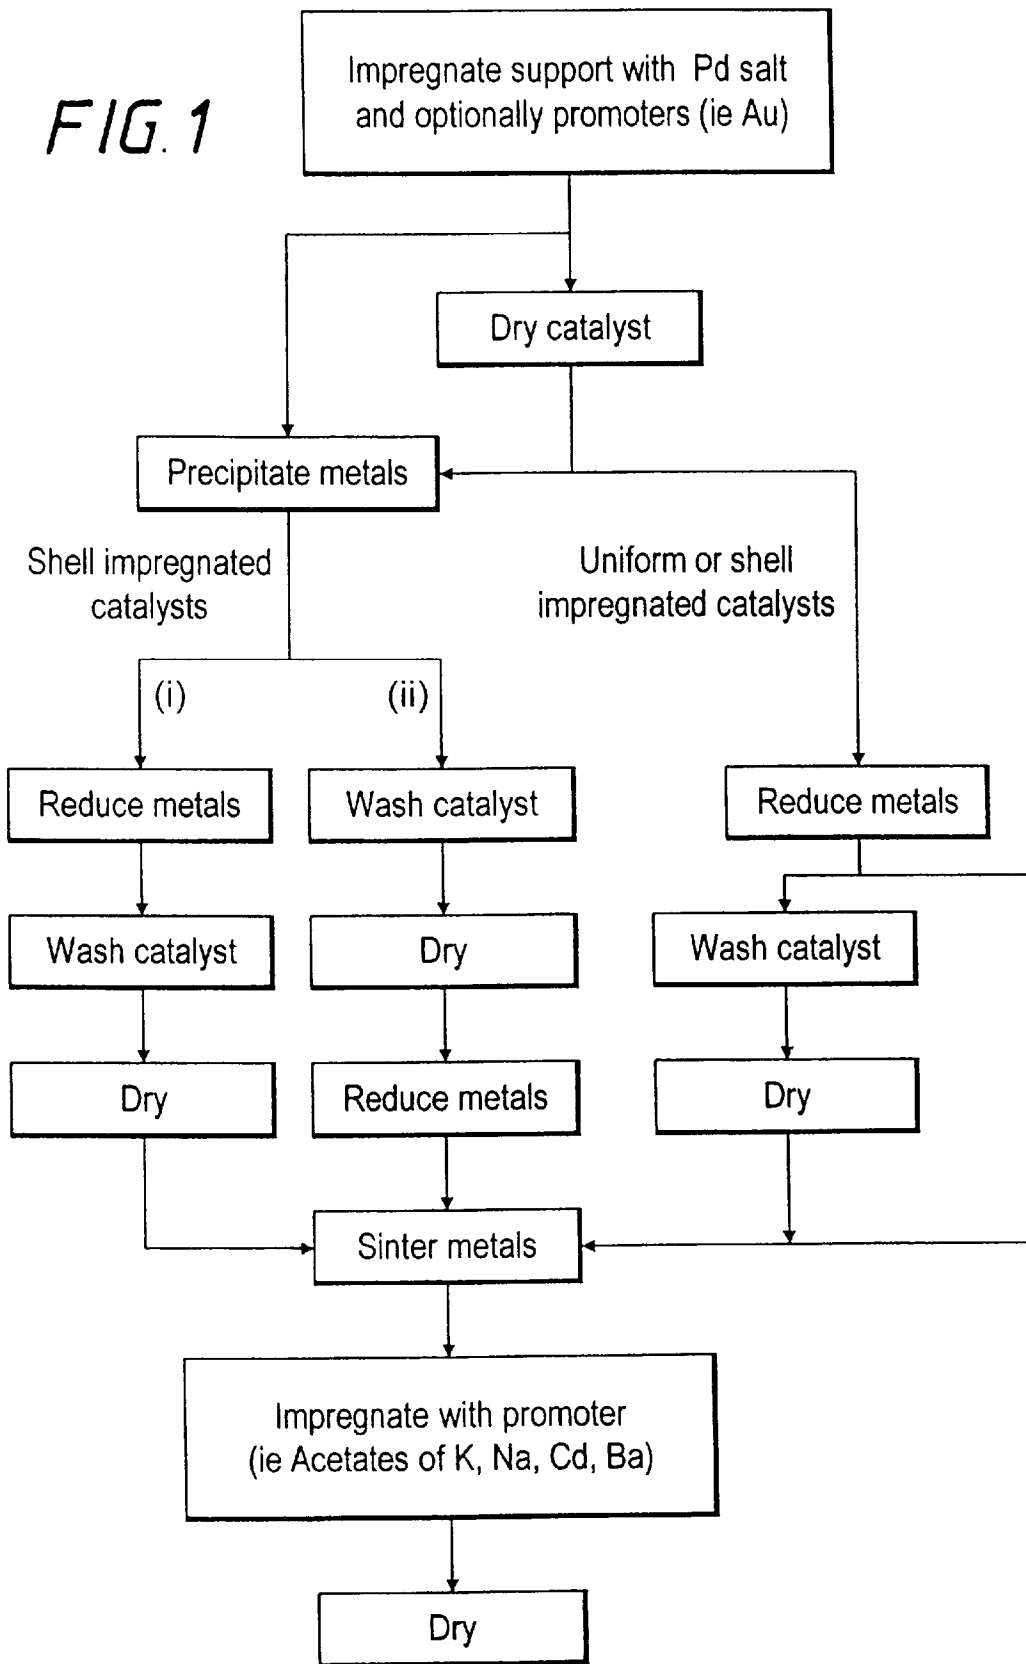 FIG. 1
Impregnate support with Pd salt
and optionally promoters (ie Au)
Dry catalyst
Precipitate metals
Shell impregnated
catalysts
Uniform or shell
impregnated catalysts
(i)
(ii)
Reduce metals
Wash catalyst
Reduce metals
Wash catalyst
Dry
Wash catalyst
Dry
Reduce metals
Dry
Sinter metals
Impregnate with promoter
(ie Acetates of K, Na, Cd, Ba)
Dry